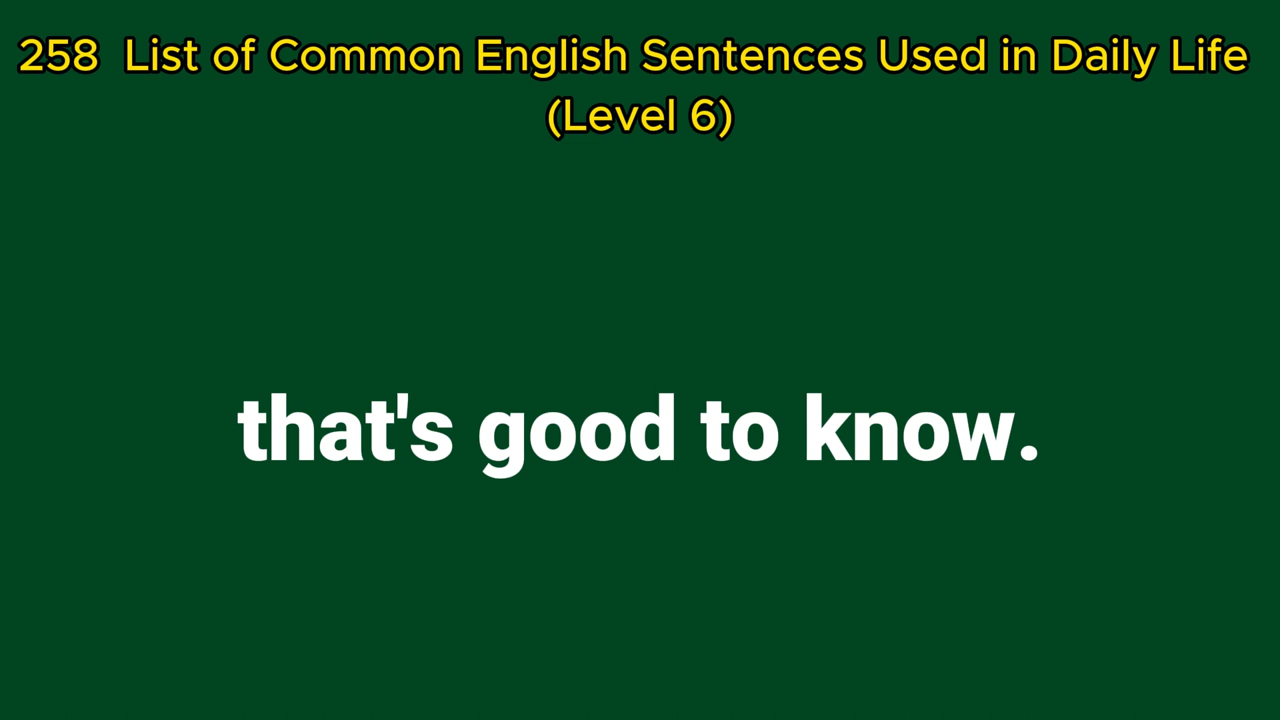 258 List of Common English Sentences Used in Daily Life
(Level 6)
that's good to know.